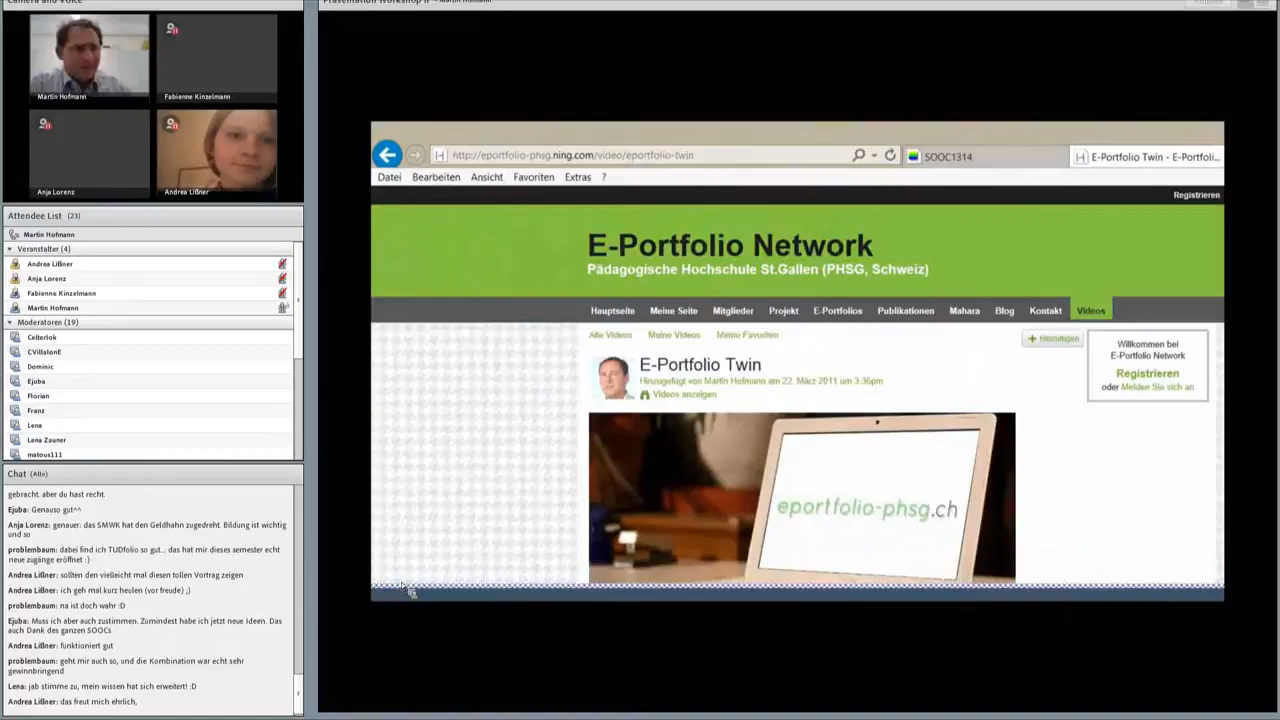 Camera and Voice
Presentation Workshop II - Martin Hofmann
Martin Hofmann
Fabienne Kinzelmann
Anja Lorenz
Andrea Lißner
Attendee List (23)
Martin Hofmann
Veranstalter (4)
Andrea Lißner
Anja Lorenz
Fabienne Kinzelmann
Martin Hofmann
Moderatoren (19)
Celterlok
CVillalonE
Dominic
Ejuba
Florian
Franz
Lena
Lena Zauner
matous111
Chat (Alle)
gebracht. aber du hast recht.
Ejuba: Genauso gut^^
Anja Lorenz: genauer: das SMWK hat den Geldhahn zugedreht. Bildung ist wichtig
und so
problembaum: dabei find ich TUDfolio so gut... das hat mir dieses semester echt
neue zugänge eröffnet :)
Andrea Lißner: sollten den vielleicht mal diesen tollen Vortrag zeigen
Andrea Lißner: ich geh mal kurz heulen (vor freude) ;)
problembaum: na ist doch wahr :D
Ejuba: Muss ich aber auch zustimmen. Zumindest habe ich jetzt neue Ideen. Das
auch Dank des ganzen SOOCs
Andrea Lißner: funktioniert gut
problembaum: geht mir auch so, und die Kombination war echt sehr
gewinnbringend
Lena: jab stimme zu, mein wissen hat sich erweitert! :D
Andrea Lißner: das freut mich ehrlich,
http://eportfolio-phsg.ning.com/video/eportfolio-twin
SOOC1314
E-Portfolio Twin - E-Portfoli...
Datei Bearbeiten Ansicht Favoriten Extras ?
Registrieren
E-Portfolio Network
Pädagogische Hochschule St.Gallen (PHSG, Schweiz)
Hauptseite Meine Seite Mitglieder Projekt E-Portfolios Publikationen Mahara Blog Kontakt Videos
Alle Videos Meine Videos Meine Favoriten
+ Hinzufügen
E-Portfolio Twin
Hinzugefügt von Martin Hofmann am 22. März 2011 um 3:36pm
Videos anzeigen
Willkommen bei
E-Portfolio Network
Registrieren
oder Melden Sie sich an
eportfolio-phsg.ch